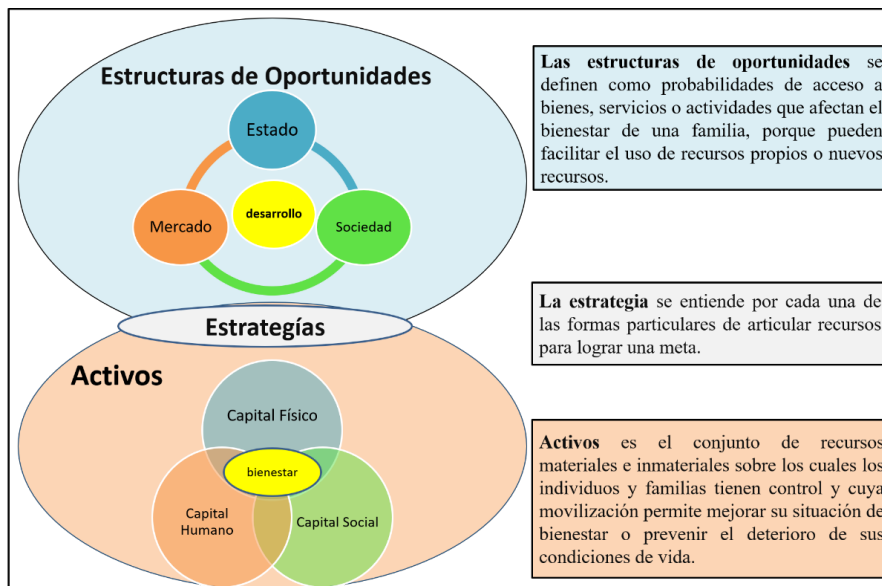 Estructuras de Oportunidades
Estado
Mercado
desarrollo
Sociedad
Las estructuras de oportunidades se
definen como probabilidades de acceso a
bienes, servicios o actividades que afectan el
bienestar de una familia, porque pueden
facilitar el uso de recursos propios o nuevos
recursos.
Estrategías
La estrategia se entiende por cada una de
las formas particulares de articular recursos
para lograr una meta.
Activos
Capital Físico
bienestar
Capital
Humano
Capital Social
Activos es el conjunto de recursos
materiales e inmateriales sobre los cuales los
individuos y familias tienen control y cuya
movilización permite mejorar su situación de
bienestar o prevenir el deterioro de sus
condiciones de vida.